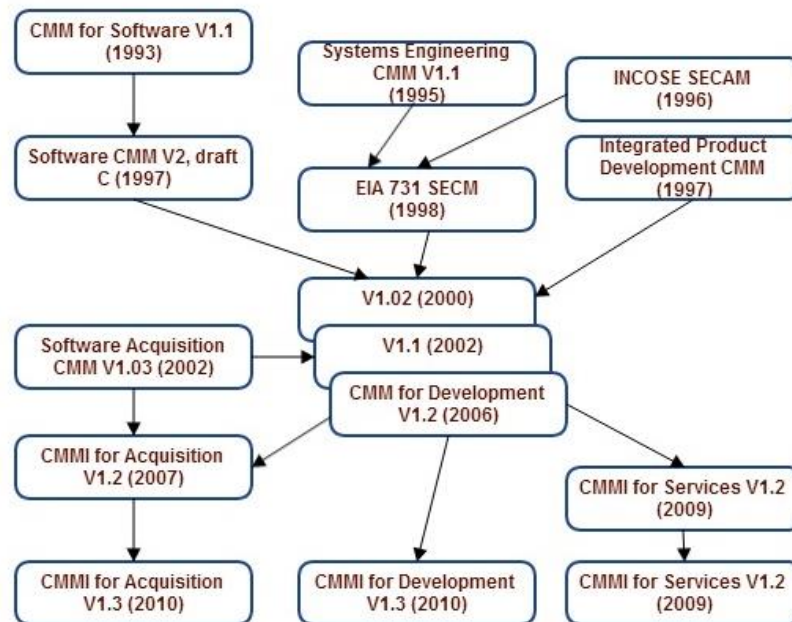 CMM for Software V1.1
(1993)
Systems Engineering
CMM V1.1
(1995)
INCOSE SECAM
(1996)
Software CMM V2, draft
C (1997)
EIA 731 SECM
(1998)
Integrated Product
Development CMM
(1997)
V1.02 (2000)
V1.1 (2002)
Software Acquisition
CMM V1.03 (2002)
CMM for Development
V1.2 (2006)
CMMI for Acquisition
V1.2 (2007)
CMMI for Services V1.2
(2009)
CMMI for Acquisition
V1.3 (2010)
CMMI for Development
V1.3 (2010)
CMMI for Services V1.2
(2009)